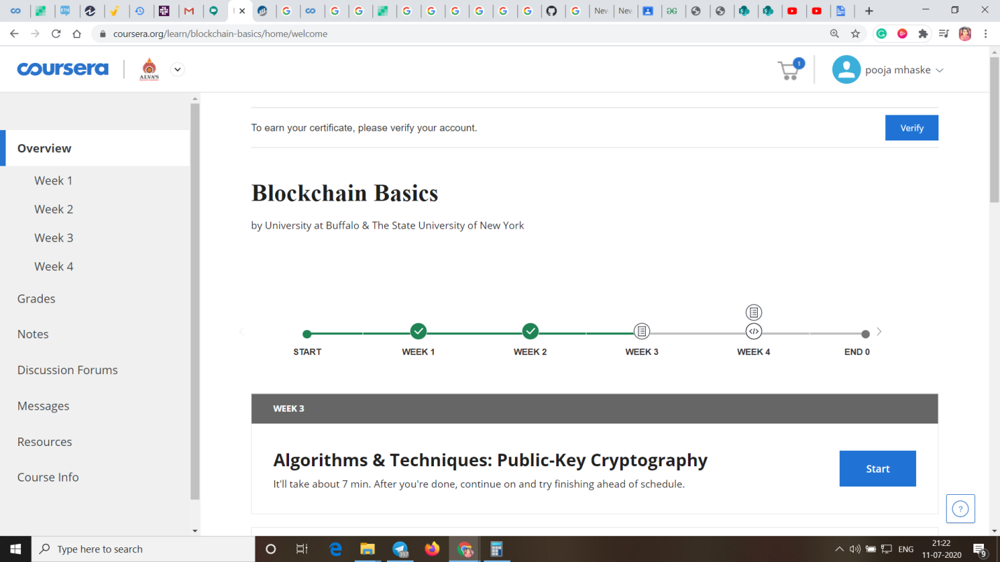 New
New
coursera.org/learn/blockchain-basics/home/welcome
coursera
ALVA'S
1
pooja mhaske
To earn your certificate, please verify your account.
Verify
Overview
Week 1
Week 2
Week 3
Week 4
Grades
Notes
Discussion Forums
Messages
Resources
Course Info
Blockchain Basics
by University at Buffalo & The State University of New York
START
WEEK 1
WEEK 2
WEEK 3
WEEK 4
END 0
WEEK 3
Algorithms & Techniques: Public-Key Cryptography
It'll take about 7 min. After you're done, continue on and try finishing ahead of schedule.
Start
?
Type here to search
397
ENG
21:22
11-07-2020
9